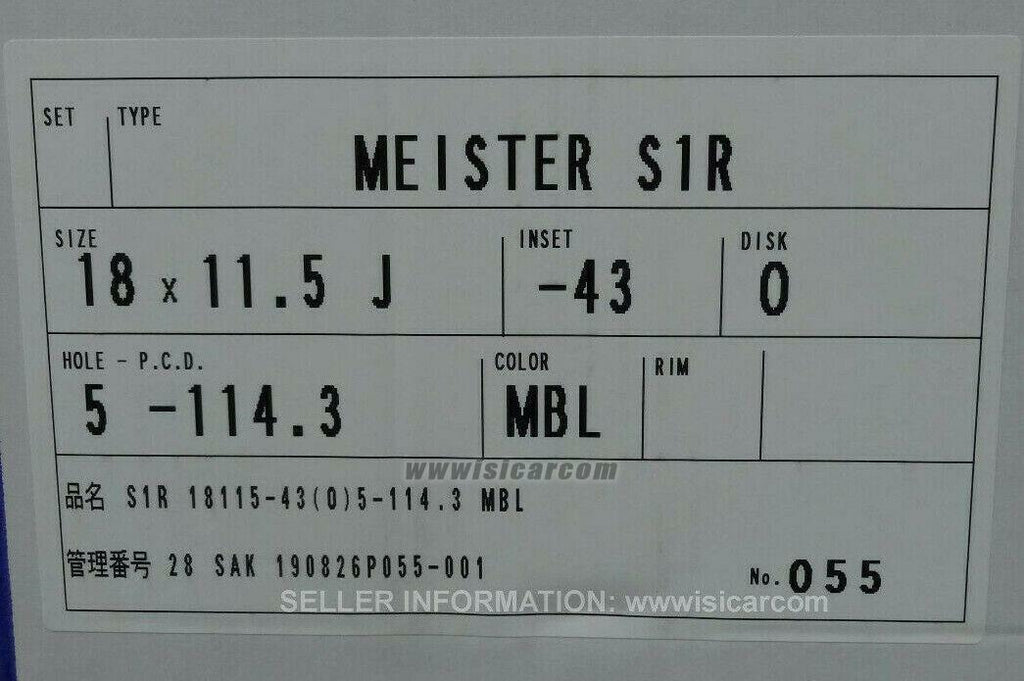 SET TYPE
MEISTER S1R
SIZE INSET DISK
18 x 11.5 J -43 0
HOLE - P.C.D. COLOR RIM
5 -114.3 MBL
wwwisicarcom
品名 S1R 18115-43(0)5-114.3 MBL
管理番号 28 SAK 190826P055-001
No. 055
SELLER INFORMATION: wwwisicarcom